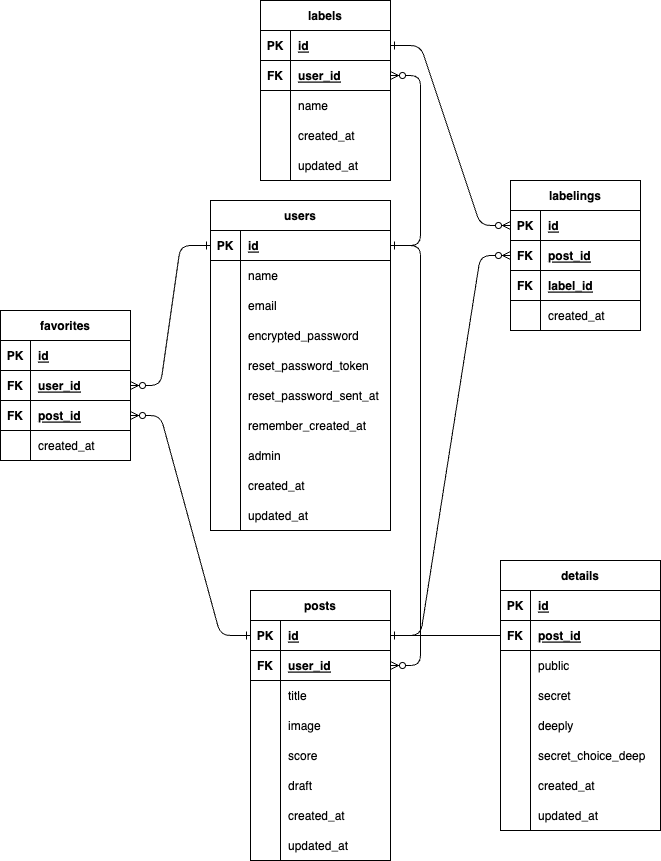 labels
PK id
FK user_id
name
created_at
updated_at
users
PK id
name
email
encrypted_password
reset_password_token
reset_password_sent_at
remember_created_at
admin
created_at
updated_at
labelings
PK id
FK post_id
FK label_id
created_at
favorites
PK id
FK user_id
FK post_id
created_at
posts
PK id
FK user_id
title
image
score
draft
created_at
updated_at
details
PK id
FK post_id
public
secret
deeply
secret_choice_deep
created_at
updated_at